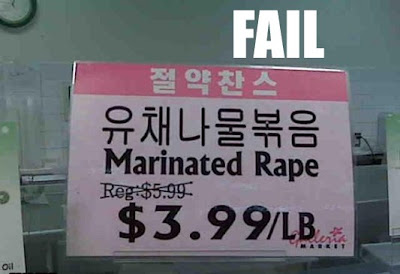 FAIL
절약찬스
유채나물볶음
Marinated Rape
Reg:$5.99
$3.99/LB
Galleria
MARKET
Oil